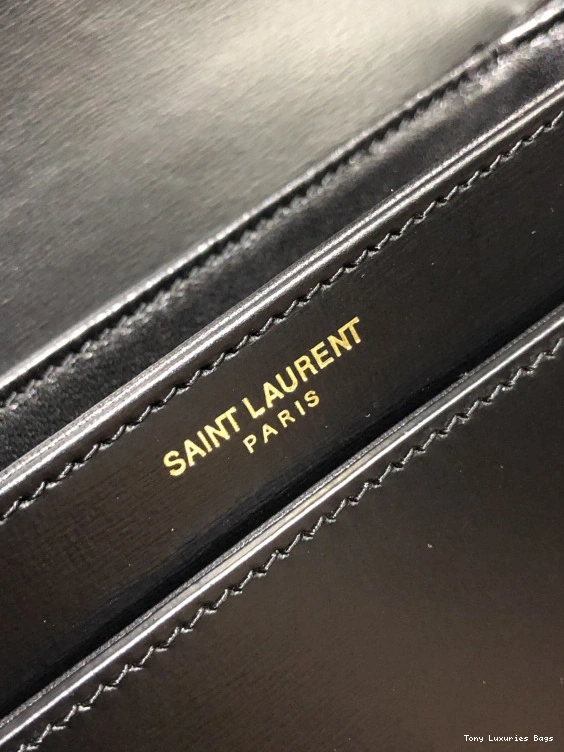 SAINT LAURENT
PARIS
Tony Luxuries Bags